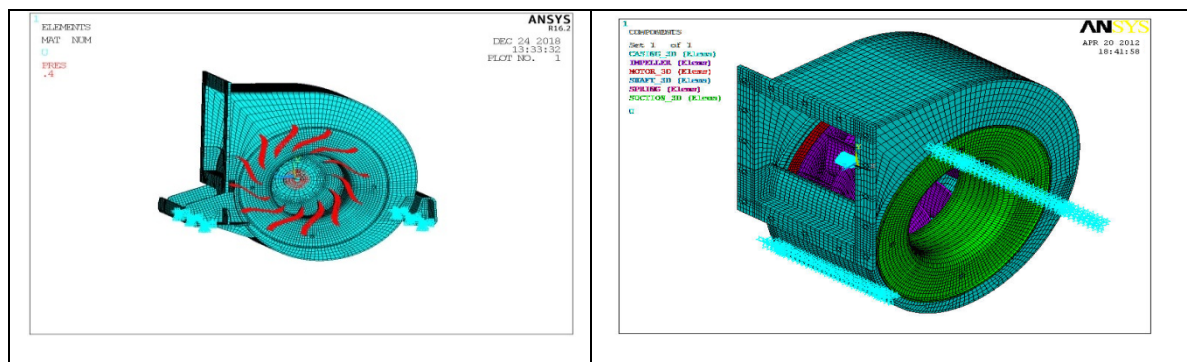 1
ELEMENTS
MAT NUM
U
PRES
.4
ANSYS
R16.2
DEC 24 2018
13:33:32
PLOT NO. 1
1
COMPONENTS
Set 1 of 1
CASING_3D (Elems)
IMPELLER (Elems)
MOTOR_3D (Elems)
SHAFT_3D (Elems)
SPRING (Elems)
SUCTION_3D (Elems)
U
ANSYS
APR 20 2012
18:41:58